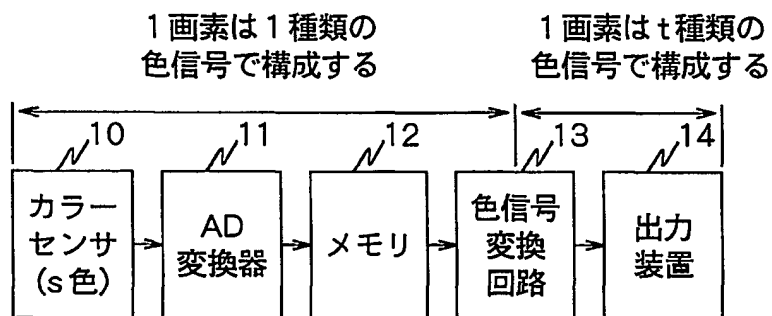 1画素は1種類の
色信号で構成する
1画素はt種類の
色信号で構成する
10
11
12
13
14
カラー
センサ
(s色)
AD
変換器
メモリ
色信号
変換
回路
出力
装置